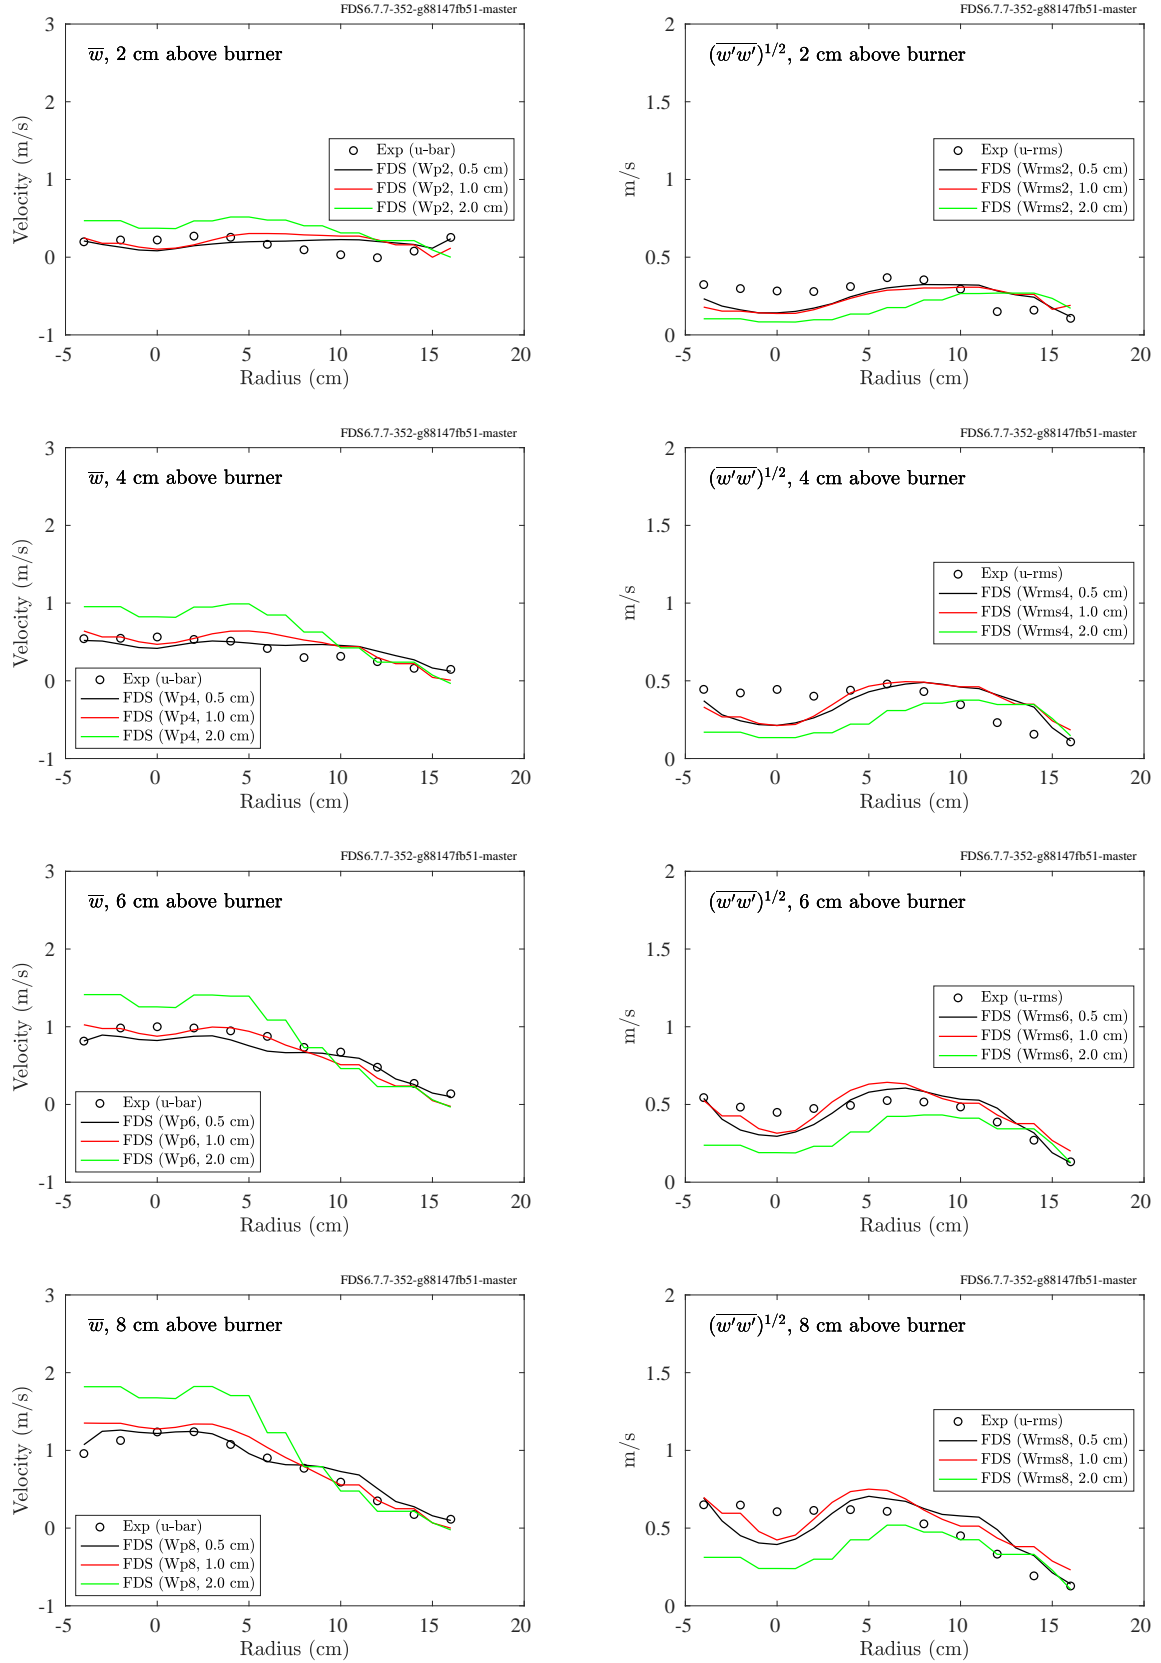 FDS6.7.7-352-g88147fb51-master
w̅, 2 cm above burner
3
2
1
0
-1
Velocity (m/s)
Exp (u-bar)
FDS (Wp2, 0.5 cm)
FDS (Wp2, 1.0 cm)
FDS (Wp2, 2.0 cm)
-5 0 5 10 15 20
Radius (cm)
FDS6.7.7-352-g88147fb51-master
(w′w′)1/2, 2 cm above burner
2
1.5
1
0.5
0
m/s
Exp (u-rms)
FDS (Wrms2, 0.5 cm)
FDS (Wrms2, 1.0 cm)
FDS (Wrms2, 2.0 cm)
-5 0 5 10 15 20
Radius (cm)
FDS6.7.7-352-g88147fb51-master
w̅, 4 cm above burner
3
2
1
0
-1
Velocity (m/s)
Exp (u-bar)
FDS (Wp4, 0.5 cm)
FDS (Wp4, 1.0 cm)
FDS (Wp4, 2.0 cm)
-5 0 5 10 15 20
Radius (cm)
FDS6.7.7-352-g88147fb51-master
(w′w′)1/2, 4 cm above burner
2
1.5
1
0.5
0
m/s
Exp (u-rms)
FDS (Wrms4, 0.5 cm)
FDS (Wrms4, 1.0 cm)
FDS (Wrms4, 2.0 cm)
-5 0 5 10 15 20
Radius (cm)
FDS6.7.7-352-g88147fb51-master
w̅, 6 cm above burner
3
2
1
0
-1
Velocity (m/s)
Exp (u-bar)
FDS (Wp6, 0.5 cm)
FDS (Wp6, 1.0 cm)
FDS (Wp6, 2.0 cm)
-5 0 5 10 15 20
Radius (cm)
FDS6.7.7-352-g88147fb51-master
(w′w′)1/2, 6 cm above burner
2
1.5
1
0.5
0
m/s
Exp (u-rms)
FDS (Wrms6, 0.5 cm)
FDS (Wrms6, 1.0 cm)
FDS (Wrms6, 2.0 cm)
-5 0 5 10 15 20
Radius (cm)
FDS6.7.7-352-g88147fb51-master
w̅, 8 cm above burner
3
2
1
0
-1
Velocity (m/s)
Exp (u-bar)
FDS (Wp8, 0.5 cm)
FDS (Wp8, 1.0 cm)
FDS (Wp8, 2.0 cm)
-5 0 5 10 15 20
Radius (cm)
FDS6.7.7-352-g88147fb51-master
(w′w′)1/2, 8 cm above burner
2
1.5
1
0.5
0
m/s
Exp (u-rms)
FDS (Wrms8, 0.5 cm)
FDS (Wrms8, 1.0 cm)
FDS (Wrms8, 2.0 cm)
-5 0 5 10 15 20
Radius (cm)